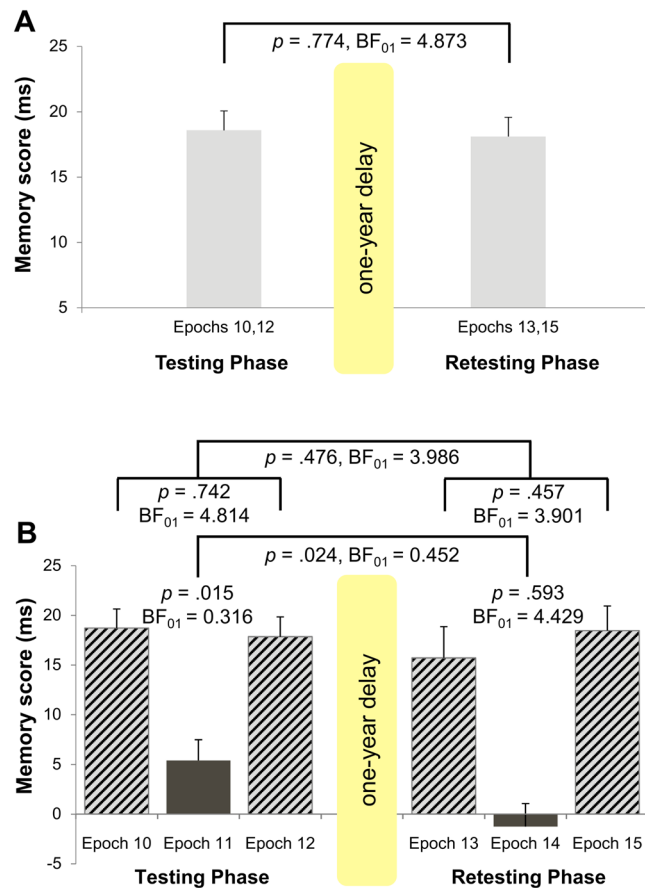 A
p = .774, BF01 = 4.873
25
20
15
10
5
Memory score (ms)
one-year delay
Epochs 10,12
Epochs 13,15
Testing Phase
Retesting Phase
p = .476, BF01 = 3.986
p = .742
BF01 = 4.814
p = .457
BF01 = 3.901
B
p = .024, BF01 = 0.452
p = .015
BF01 = 0.316
p = .593
BF01 = 4.429
25
20
15
10
5
0
-5
Memory score (ms)
one-year delay
Epoch 10
Epoch 11
Epoch 12
Epoch 13
Epoch 14
Epoch 15
Testing Phase
Retesting Phase